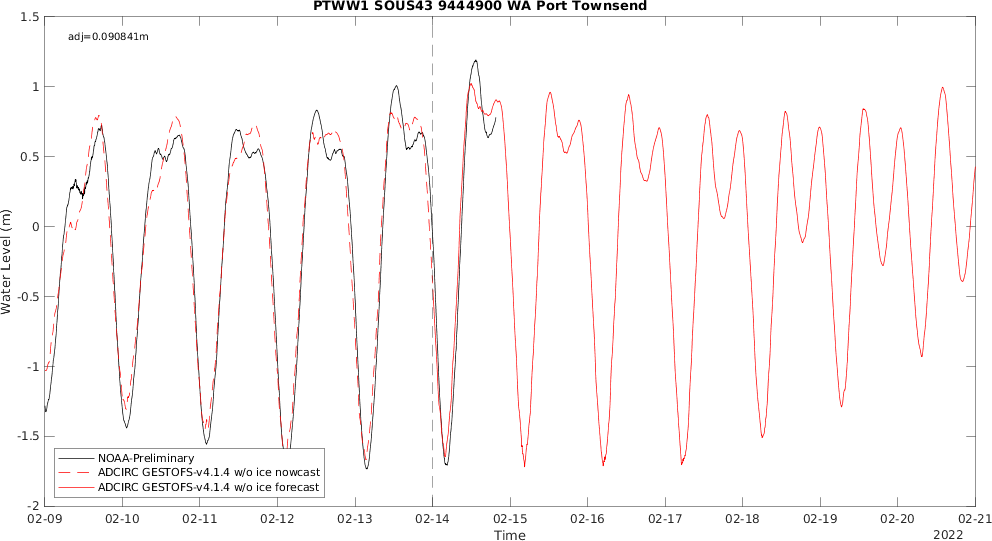 PTWW1 SOUS43 9444900 WA Port Townsend
adj=0.090841m
Water Level (m)
1.5
1
0.5
0
-0.5
-1
-1.5
-2
NOAA-Preliminary
ADCIRC GESTOFS-v4.1.4 w/o ice nowcast
ADCIRC GESTOFS-v4.1.4 w/o ice forecast
02-09 02-10 02-11 02-12 02-13 02-14 02-15 02-16 02-17 02-18 02-19 02-20 02-21
Time
2022